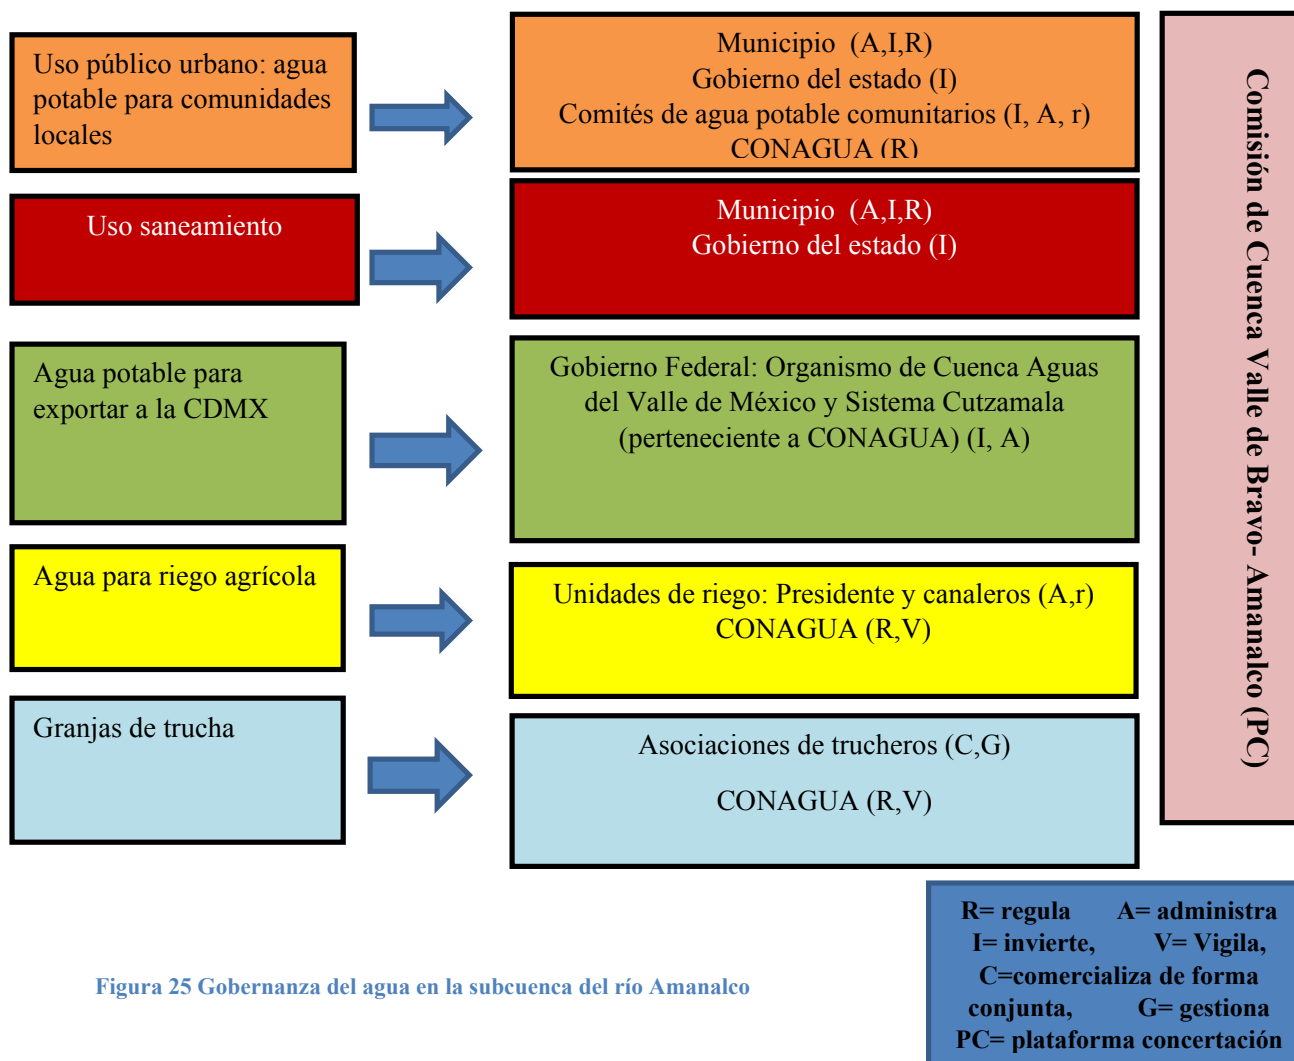 Uso público urbano: agua
potable para comunidades
locales
Municipio (A,I,R)
Gobierno del estado (I)
Comités de agua potable comunitarios (I, A, r)
CONAGUA (R)
Uso saneamiento
Municipio (A,I,R)
Gobierno del estado (I)
Agua potable para
exportar a la CDMX
Gobierno Federal: Organismo de Cuenca Aguas
del Valle de México y Sistema Cutzamala
(perteneciente a CONAGUA) (I, A)
Agua para riego agrícola
Unidades de riego: Presidente y canaleros (A,r)
CONAGUA (R,V)
Granjas de trucha
Asociaciones de trucheros (C,G)
CONAGUA (R,V)
Comisión de Cuenca Valle de Bravo- Amanalco (PC)
R= regula A= administra
I= invierte, V= Vigila,
C=comercializa de forma
conjunta, G= gestiona
PC= plataforma concertación
Figura 25 Gobernanza del agua en la subcuenca del río Amanalco